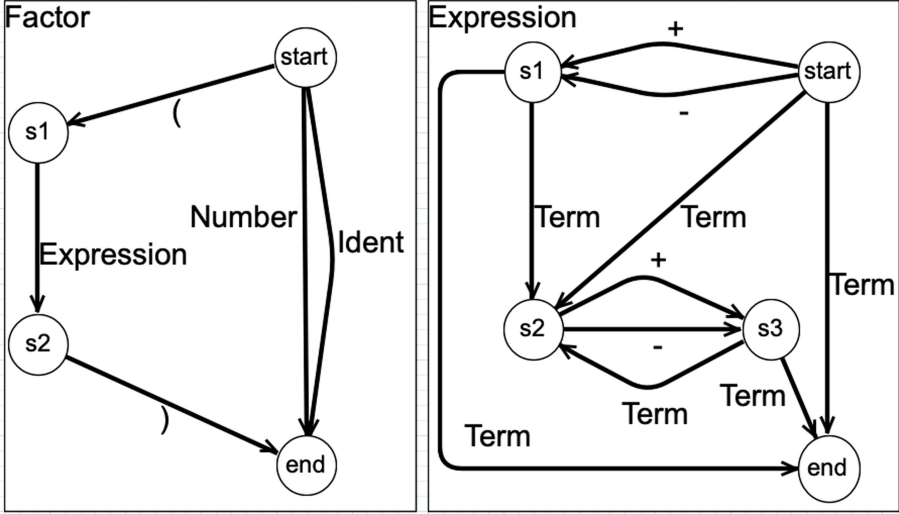 Factor
start
(
s1
Number
Ident
Expression
s2
)
end
Expression
+
s1
start
-
Term
Term
+
Term
s2
s3
-
Term
Term
Term
end